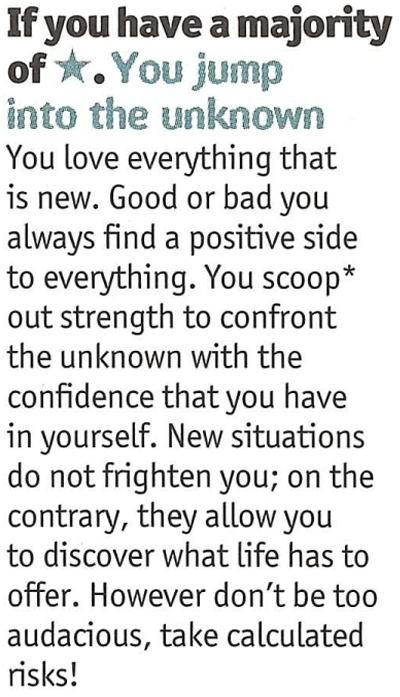 If you have a majority
of ★. You jump
into the unknown
You love everything that
is new. Good or bad you
always find a positive side
to everything. You scoop*
out strength to confront
the unknown with the
confidence that you have
in yourself. New situations
do not frighten you; on the
contrary, they allow you
to discover what life has to
offer. However don't be too
audacious, take calculated
risks!